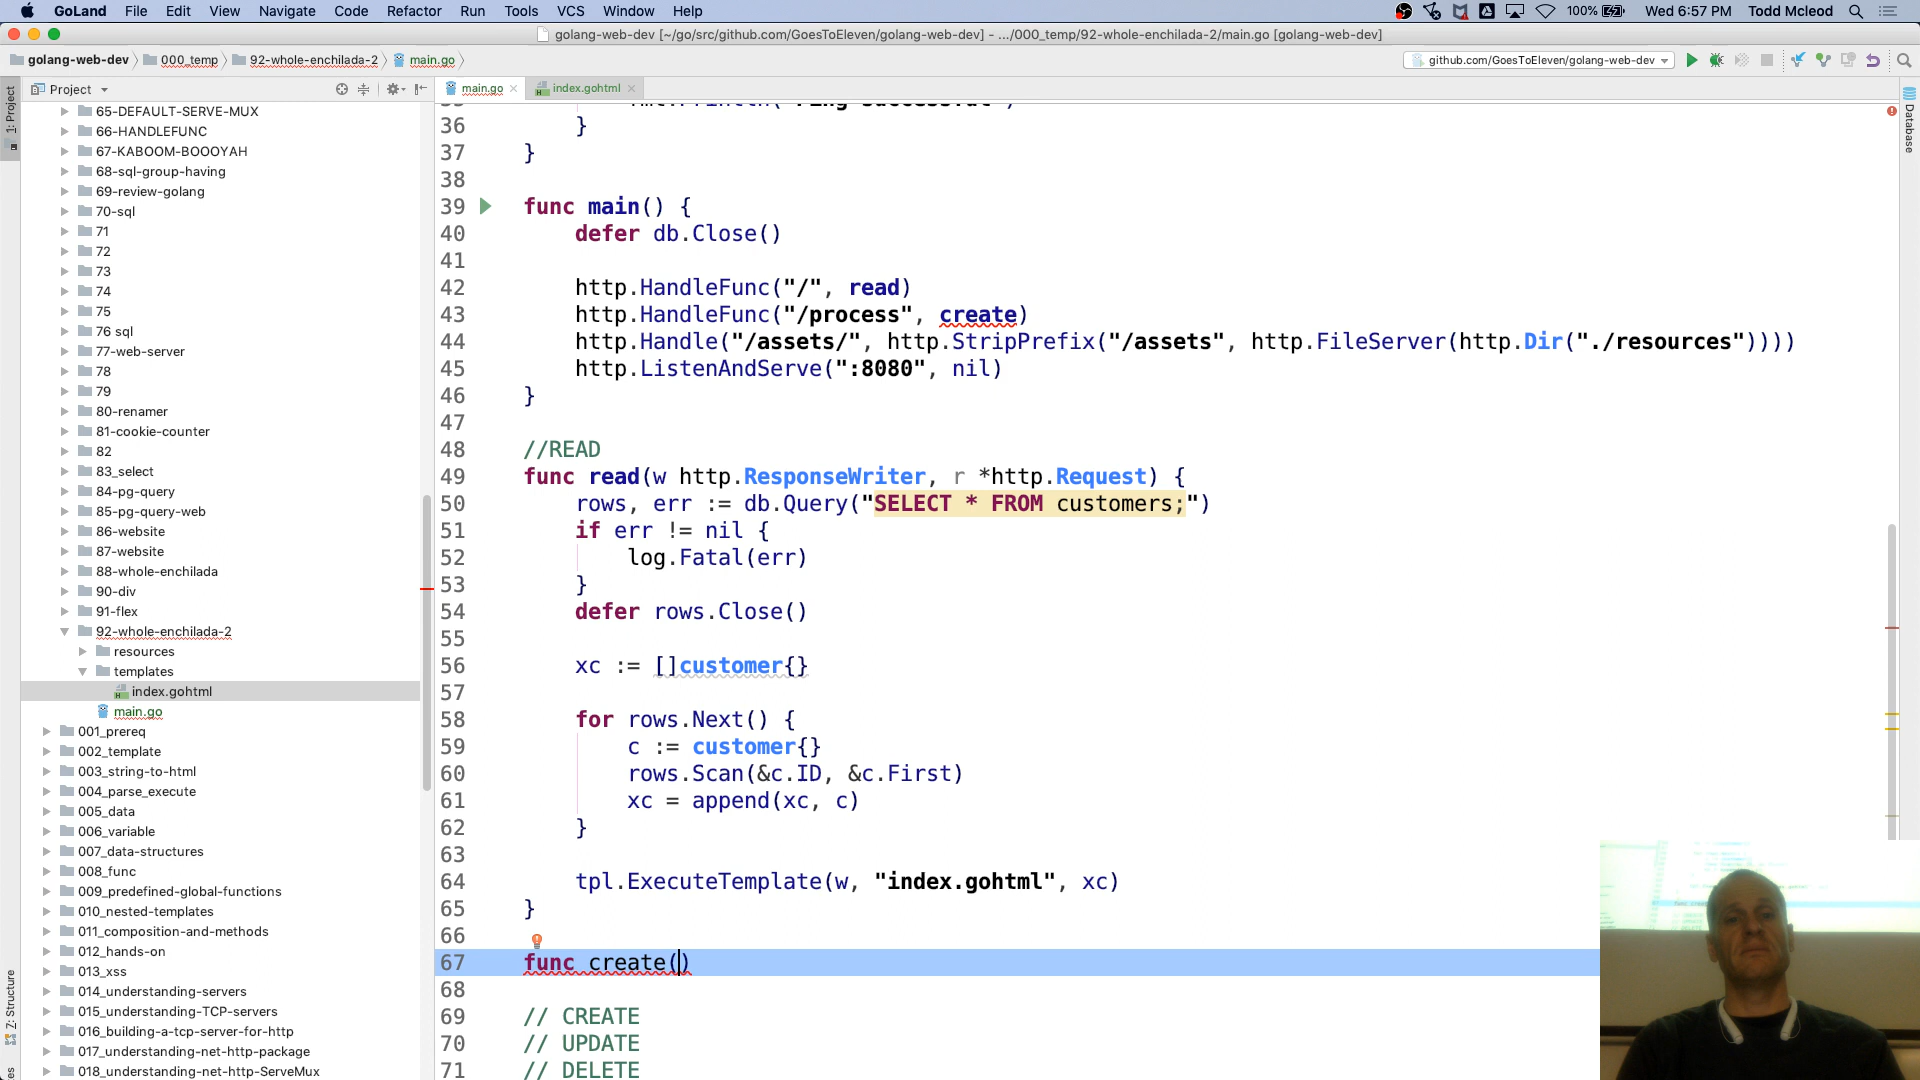 GoLand File Edit View Navigate Code Refactor Run Tools VCS Window Help 100% Wed 6:57 PM Todd Mcleod
golang-web-dev [~/go/src/github.com/GoesToEleven/golang-web-dev] - .../000_temp/92-whole-enchilada-2/main.go [golang-web-dev]
golang-web-dev 000_temp 92-whole-enchilada-2 main.go github.com/GoesToEleven/golang-web-dev
1: Project
Z: Structure
Database
Project
main.go index.gohtml
65-DEFAULT-SERVE-MUX
66-HANDLEFUNC
67-KABOOM-BOOOYAH
68-sql-group-having
69-review-golang
70-sql
71
72
73
74
75
76 sql
77-web-server
78
79
80-renamer
81-cookie-counter
82
83_select
84-pg-query
85-pg-query-web
86-website
87-website
88-whole-enchilada
90-div
91-flex
92-whole-enchilada-2
resources
templates
index.gohtml
main.go
001_prereq
002_template
003_string-to-html
004_parse_execute
005_data
006_variable
007_data-structures
008_func
009_predefined-global-functions
010_nested-templates
011_composition-and-methods
012_hands-on
013_xss
014_understanding-servers
015_understanding-TCP-servers
016_building-a-tcp-server-for-http
017_understanding-net-http-package
018_understanding-net-http-ServeMux
36 }
37 }
38
39 func main() {
40 defer db.Close()
41
42 http.HandleFunc("/", read)
43 http.HandleFunc("/process", create)
44 http.Handle("/assets/", http.StripPrefix("/assets", http.FileServer(http.Dir("./resources"))))
45 http.ListenAndServe(":8080", nil)
46 }
47
48 //READ
49 func read(w http.ResponseWriter, r *http.Request) {
50 rows, err := db.Query("SELECT * FROM customers;")
51 if err != nil {
52 log.Fatal(err)
53 }
54 defer rows.Close()
55
56 xc := []customer{}
57
58 for rows.Next() {
59 c := customer{}
60 rows.Scan(&c.ID, &c.First)
61 xc = append(xc, c)
62 }
63
64 tpl.ExecuteTemplate(w, "index.gohtml", xc)
65 }
66
67 func create()
68
69 // CREATE
70 // UPDATE
71 // DELETE